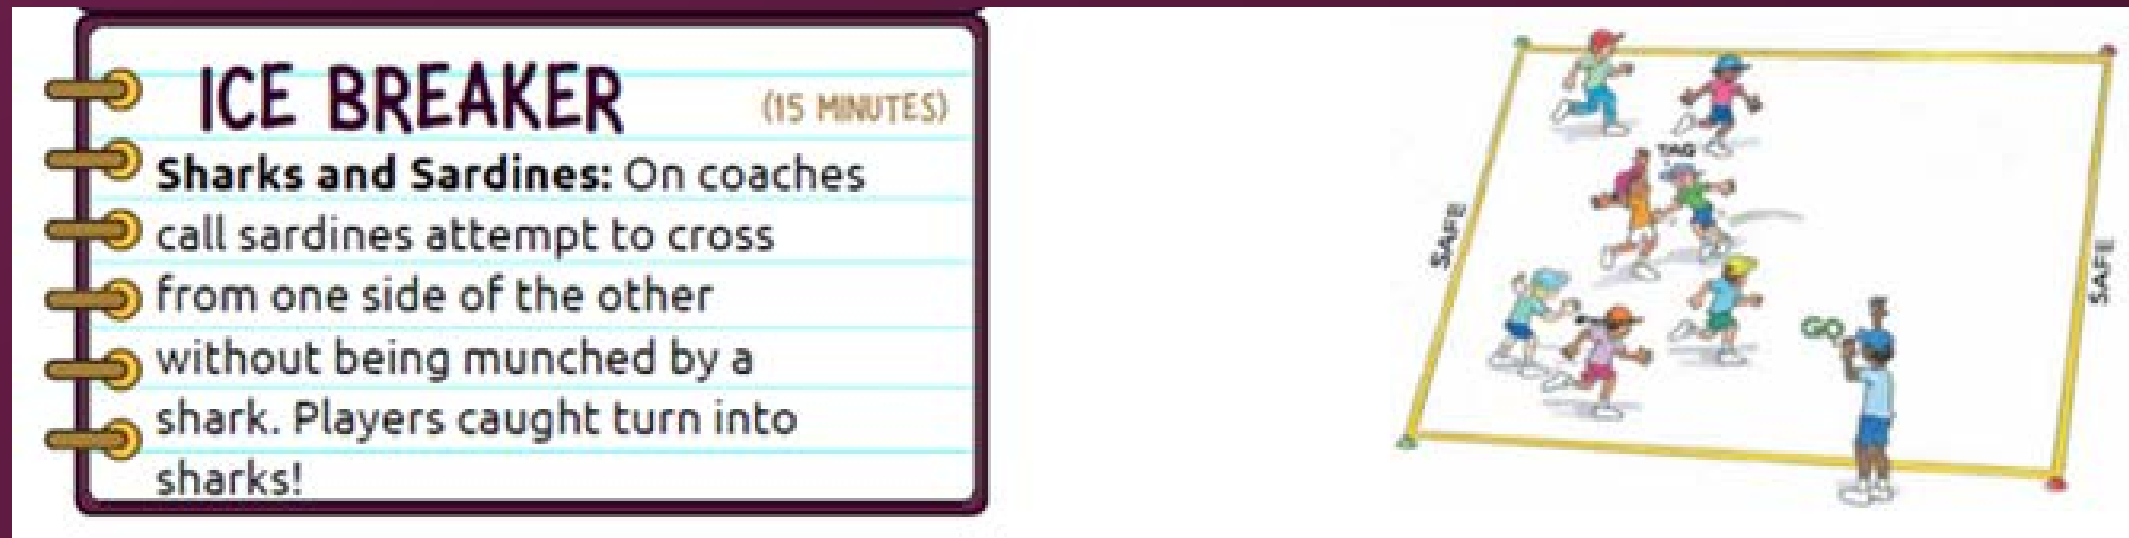 ICE BREAKER (15 MINUTES)
Sharks and Sardines: On coaches
call sardines attempt to cross
from one side of the other
without being munched by a
shark. Players caught turn into
sharks!
TAG
SAFE
SAFE
GO